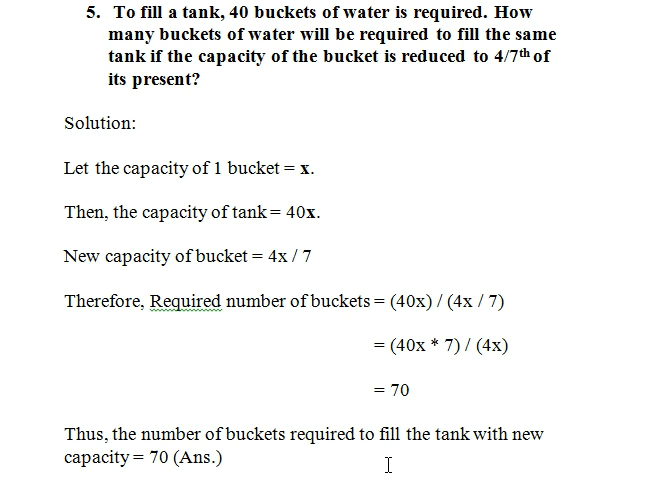 5. To fill a tank, 40 buckets of water is required. How
many buckets of water will be required to fill the same
tank if the capacity of the bucket is reduced to 4/7th of
its present?
Solution:
Let the capacity of 1 bucket = x.
Then, the capacity of tank = 40x.
New capacity of bucket = 4x / 7
Therefore, Required number of buckets = (40x) / (4x / 7)
= (40x * 7) / (4x)
= 70
Thus, the number of buckets required to fill the tank with new
capacity = 70 (Ans.)